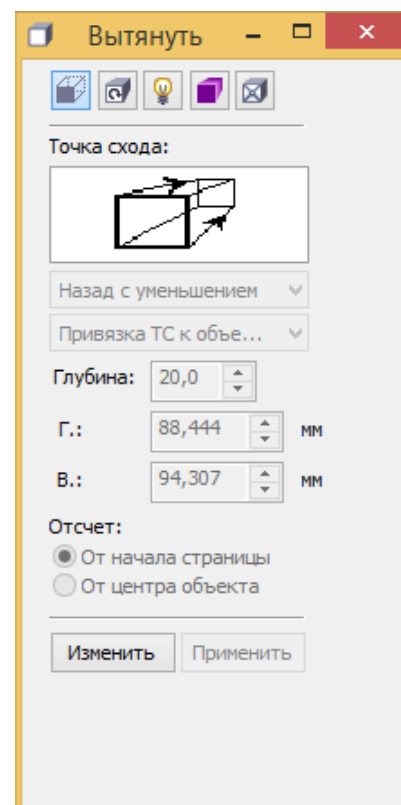 Вытянуть
Точка схода:
Назад с уменьшением
Привязка ТС к объе...
Глубина: 20,0
Г.: 88,444 мм
В.: 94,307 мм
Отсчет:
От начала страницы
От центра объекта
Изменить Применить